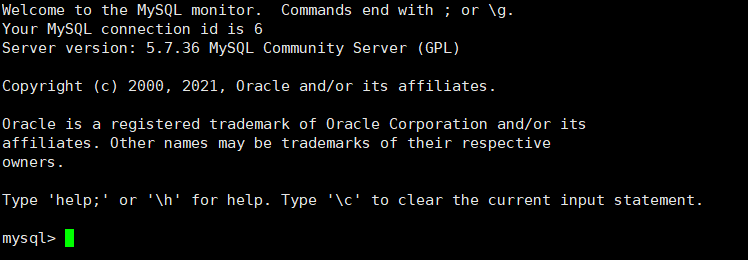 Welcome to the MySQL monitor.  Commands end with ; or \g.
Your MySQL connection id is 6
Server version: 5.7.36 MySQL Community Server (GPL)
Copyright (c) 2000, 2021, Oracle and/or its affiliates.
Oracle is a registered trademark of Oracle Corporation and/or its
affiliates. Other names may be trademarks of their respective
owners.
Type 'help;' or '\h' for help. Type '\c' to clear the current input statement.
mysql>